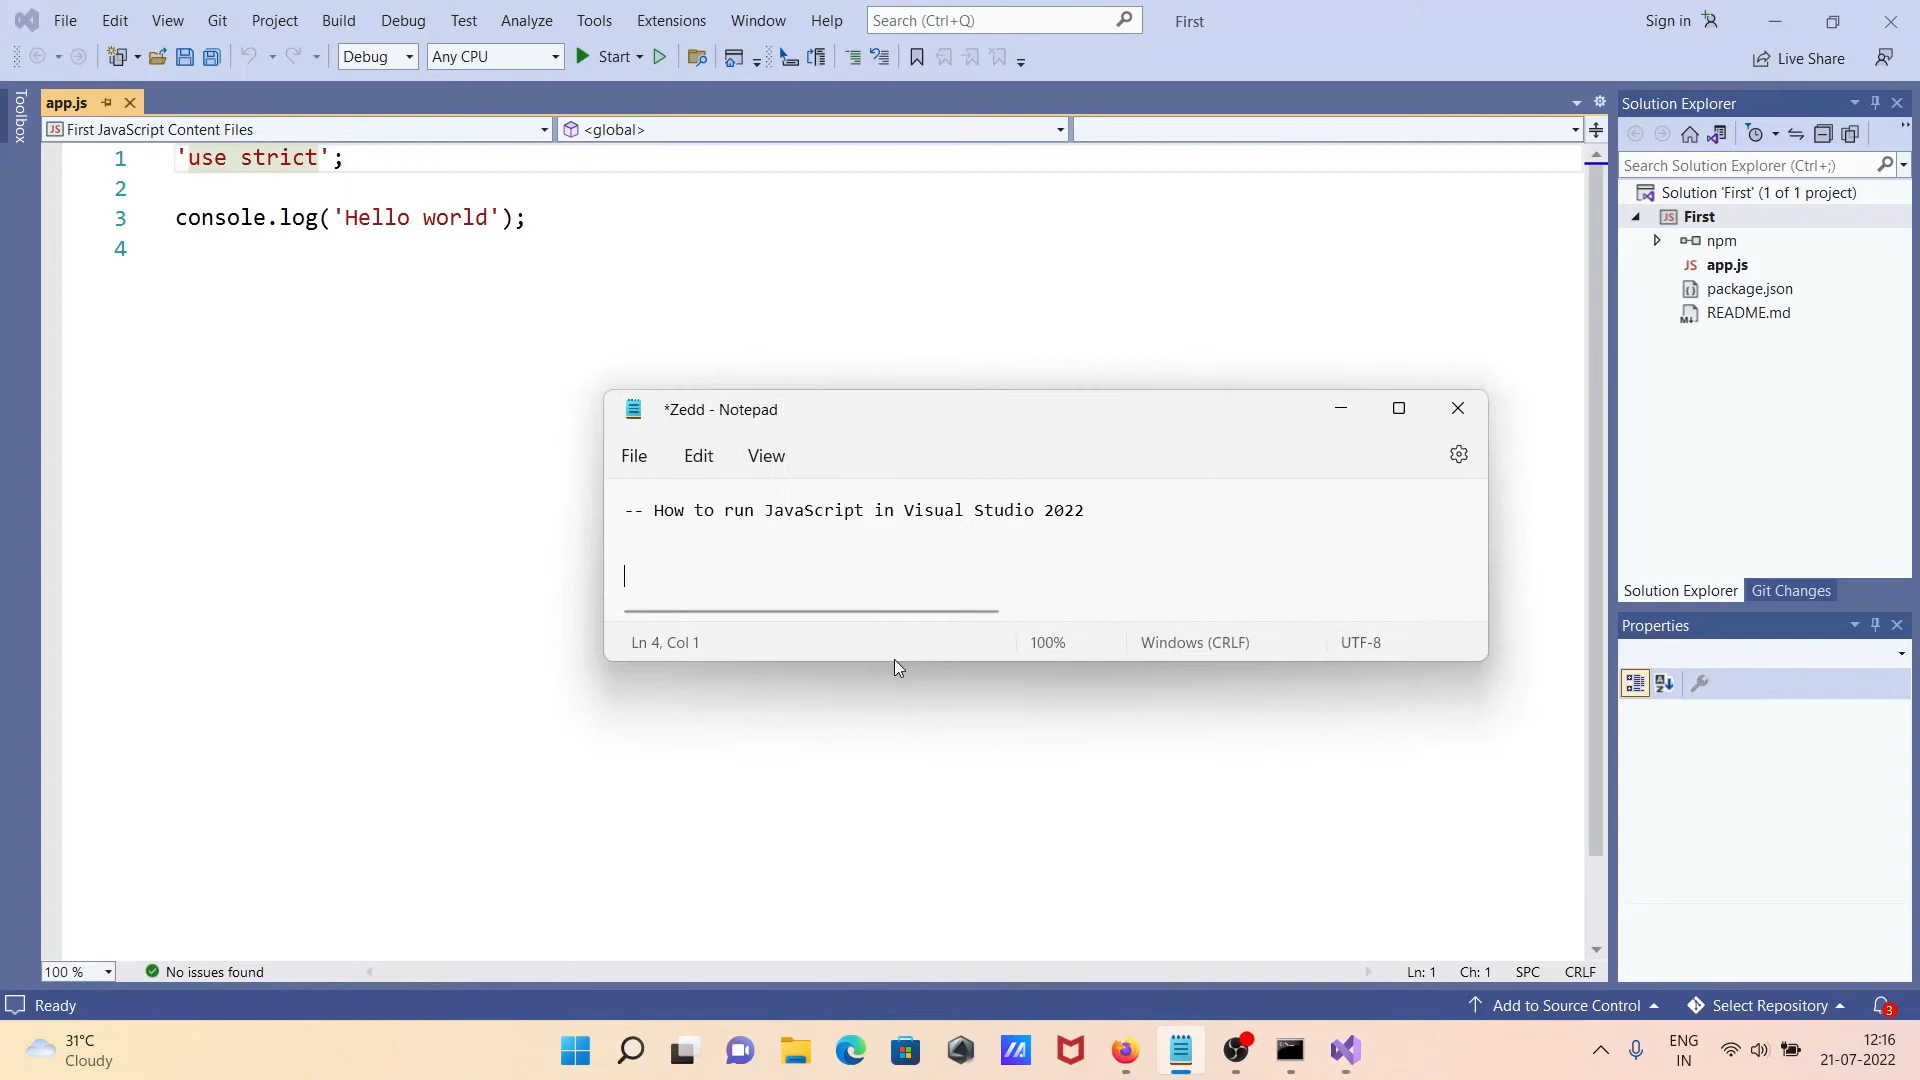 File Edit View Git Project Build Debug Test Analyze Tools Extensions Window Help Search (Ctrl+Q) First Sign in
Debug Any CPU Start Live Share
Toolbox
app.js
First JavaScript Content Files <global>
1 'use strict';
2
3 console.log('Hello world');
4
Solution Explorer
Search Solution Explorer (Ctrl+;)
Solution 'First' (1 of 1 project)
JS First
npm
JS app.js
package.json
README.md
*Zedd - Notepad
File Edit View
-- How to run JavaScript in Visual Studio 2022
Ln 4, Col 1 100% Windows (CRLF) UTF-8
Solution Explorer Git Changes
Properties
100 % No issues found Ln: 1 Ch: 1 SPC CRLF
Ready Add to Source Control Select Repository 3
31°C
Cloudy
ENG
IN
12:16
21-07-2022